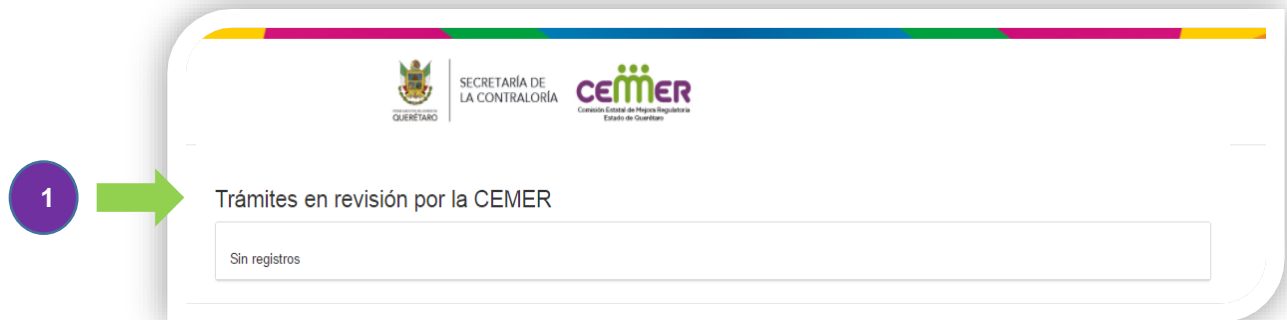 SECRETARÍA DE
LA CONTRALORÍA
QUERÉTARO
CEMER
Comisión Estatal de Mejora Regulatoria
Estado de Querétaro
1
Trámites en revisión por la CEMER
Sin registros